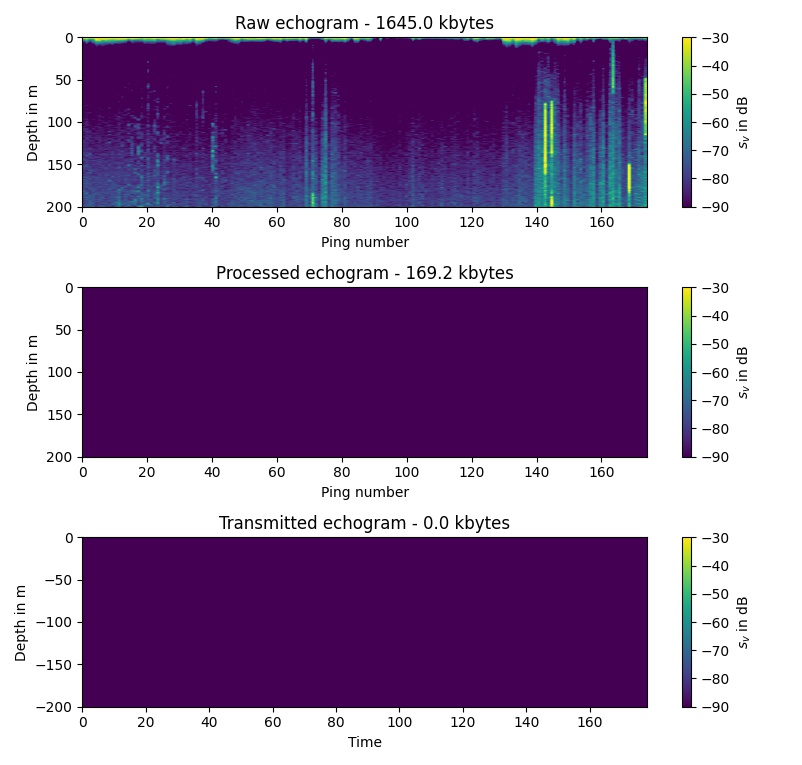 Raw echogram - 1645.0 kbytes
0
50
100
150
200
Depth in m
0 20 40 60 80 100 120 140 160
Ping number
−30
−40
−50
−60
−70
−80
−90
sᵥ in dB
Processed echogram - 169.2 kbytes
0
50
100
150
200
Depth in m
0 20 40 60 80 100 120 140 160
Ping number
−30
−40
−50
−60
−70
−80
−90
sᵥ in dB
Transmitted echogram - 0.0 kbytes
0
−50
−100
−150
−200
Depth in m
0 20 40 60 80 100 120 140 160
Time
−30
−40
−50
−60
−70
−80
−90
sᵥ in dB